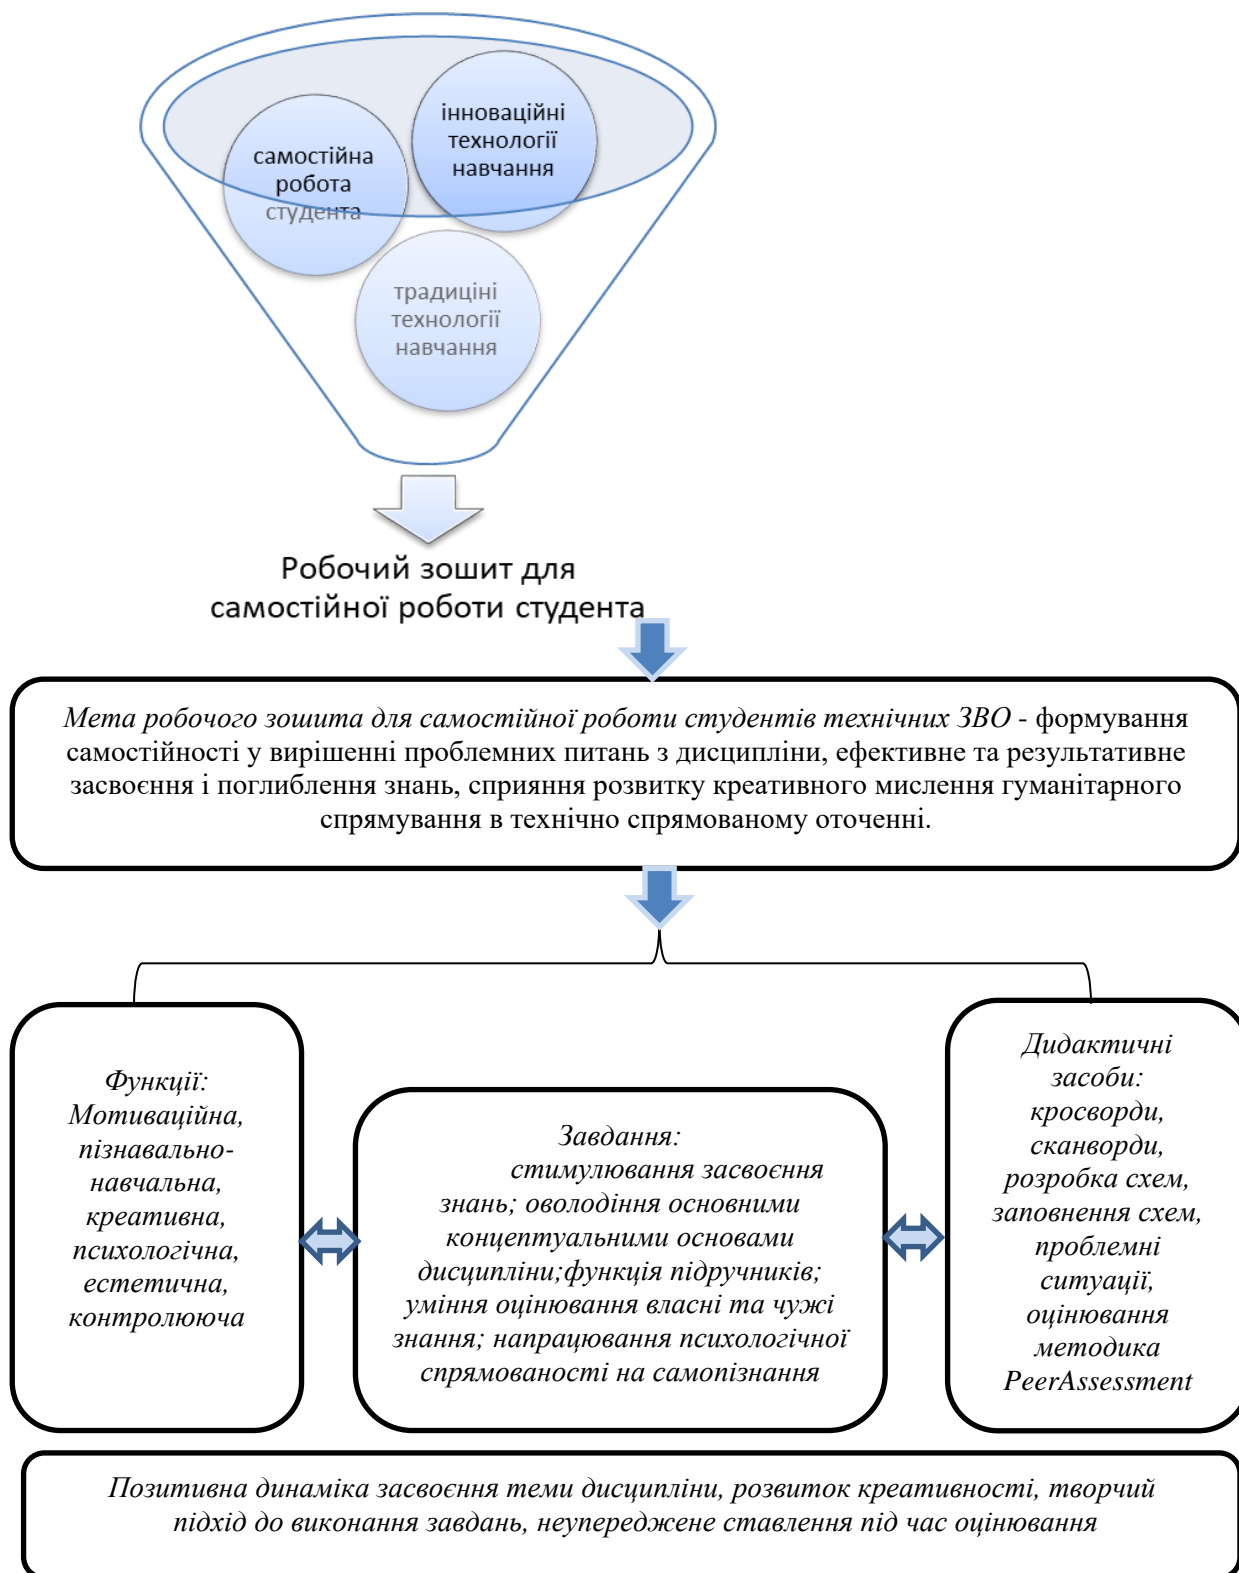 інноваційні
технології
навчання
самостійна
робота
студента
традиціні
технології
навчання
Робочий зошит для
самостійної роботи студента
Мета робочого зошита для самостійної роботи студентів технічних ЗВО - формування
самостійності у вирішенні проблемних питань з дисципліни, ефективне та результативне
засвоєння і поглиблення знань, сприяння розвитку креативного мислення гуманітарного
спрямування в технічно спрямованому оточенні.
Функції:
Мотиваційна,
пізнавально-
навчальна,
креативна,
психологічна,
естетична,
контролююча
Завдання:
стимулювання засвоєння
знань; оволодіння основними
концептуальними основами
дисципліни;функція підручників;
уміння оцінювання власні та чужі
знання; напрацювання психологічної
спрямованості на самопізнання
Дидактичні
засоби:
кросворди,
сканворди,
розробка схем,
заповнення схем,
проблемні
ситуації,
оцінювання
методика
PeerAssessment
Позитивна динаміка засвоєння теми дисципліни, розвиток креативності, творчий
підхід до виконання завдань, неупереджене ставлення під час оцінювання